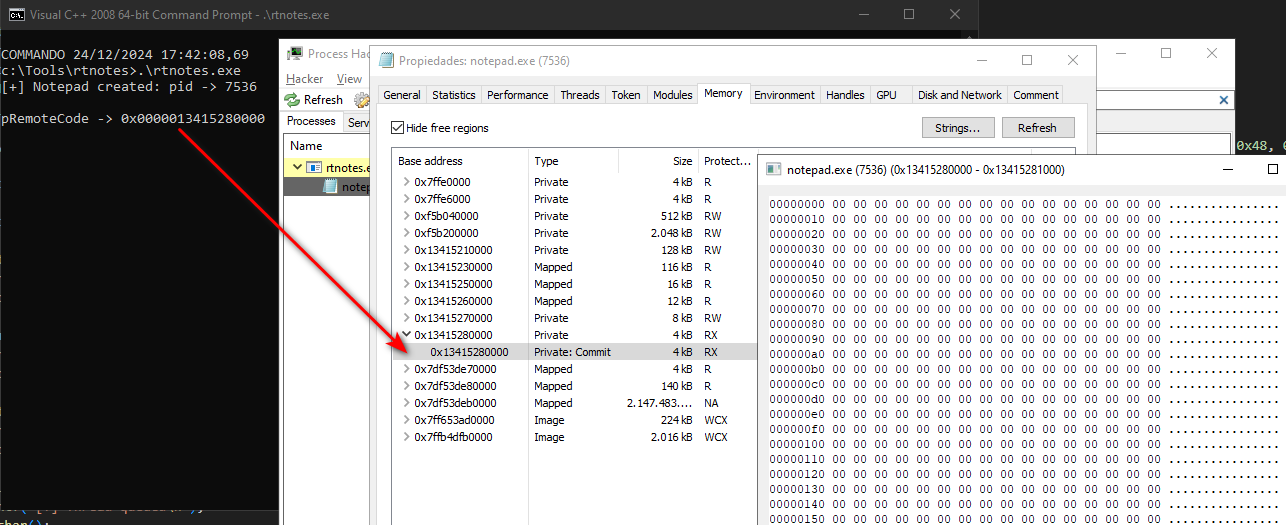 Visual C++ 2008 64-bit Command Prompt - .\rtnotes.exe
COMMANDO 24/12/2024 17:42:08,69
c:\Tools\rtnotes>.\rtnotes.exe
[+] Notepad created: pid -> 7536
pRemoteCode -> 0x0000013415280000
Process Hac
Hacker View
Refresh
Processes Serv
Name
rtnotes.e
notep
Propiedades: notepad.exe (7536)
General Statistics Performance Threads Token Modules Memory Environment Handles GPU Disk and Network Comment
Hide free regions
Strings... Refresh
Base address Type Size Protect...
0x7ffe0000 Private 4 kB R
0x7ffe6000 Private 4 kB R
0xf5b040000 Private 512 kB RW
0xf5b200000 Private 2.048 kB RW
0x13415210000 Private 128 kB RW
0x13415230000 Mapped 116 kB R
0x13415250000 Mapped 16 kB R
0x13415260000 Mapped 12 kB R
0x13415270000 Private 8 kB RW
0x13415280000 Private 4 kB RX
0x13415280000 Private: Commit 4 kB RX
0x7df53de70000 Mapped 4 kB R
0x7df53de80000 Mapped 140 kB R
0x7df53deb0000 Mapped 2.147.483.... NA
0x7ff653ad0000 Image 224 kB WCX
0x7ffb4dfb0000 Image 2.016 kB WCX
0x48, 0
notepad.exe (7536) (0x13415280000 - 0x13415281000)
00000000 00 00 00 00 00 00 00 00 00 00 00 00 00 00 00 00 ................
00000010 00 00 00 00 00 00 00 00 00 00 00 00 00 00 00 00 ................
00000020 00 00 00 00 00 00 00 00 00 00 00 00 00 00 00 00 ................
00000030 00 00 00 00 00 00 00 00 00 00 00 00 00 00 00 00 ................
00000040 00 00 00 00 00 00 00 00 00 00 00 00 00 00 00 00 ................
00000050 00 00 00 00 00 00 00 00 00 00 00 00 00 00 00 00 ................
00000060 00 00 00 00 00 00 00 00 00 00 00 00 00 00 00 00 ................
00000070 00 00 00 00 00 00 00 00 00 00 00 00 00 00 00 00 ................
00000080 00 00 00 00 00 00 00 00 00 00 00 00 00 00 00 00 ................
00000090 00 00 00 00 00 00 00 00 00 00 00 00 00 00 00 00 ................
000000a0 00 00 00 00 00 00 00 00 00 00 00 00 00 00 00 00 ................
000000b0 00 00 00 00 00 00 00 00 00 00 00 00 00 00 00 00 ................
000000c0 00 00 00 00 00 00 00 00 00 00 00 00 00 00 00 00 ................
000000d0 00 00 00 00 00 00 00 00 00 00 00 00 00 00 00 00 ................
000000e0 00 00 00 00 00 00 00 00 00 00 00 00 00 00 00 00 ................
000000f0 00 00 00 00 00 00 00 00 00 00 00 00 00 00 00 00 ................
00000100 00 00 00 00 00 00 00 00 00 00 00 00 00 00 00 00 ................
00000110 00 00 00 00 00 00 00 00 00 00 00 00 00 00 00 00 ................
00000120 00 00 00 00 00 00 00 00 00 00 00 00 00 00 00 00 ................
00000130 00 00 00 00 00 00 00 00 00 00 00 00 00 00 00 00 ................
00000140 00 00 00 00 00 00 00 00 00 00 00 00 00 00 00 00 ................
00000150 00 00 00 00 00 00 00 00 00 00 00 00 00 00 00 00 ................